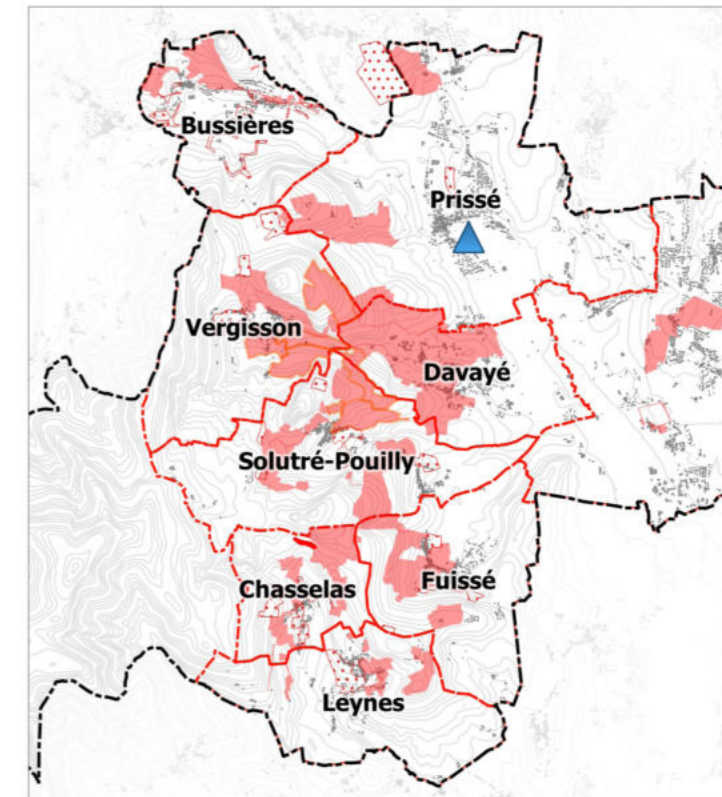 Bussières
Prissé
Vergisson
Davayé
Solutré-Pouilly
Chasselas
Fuissé
Leynes